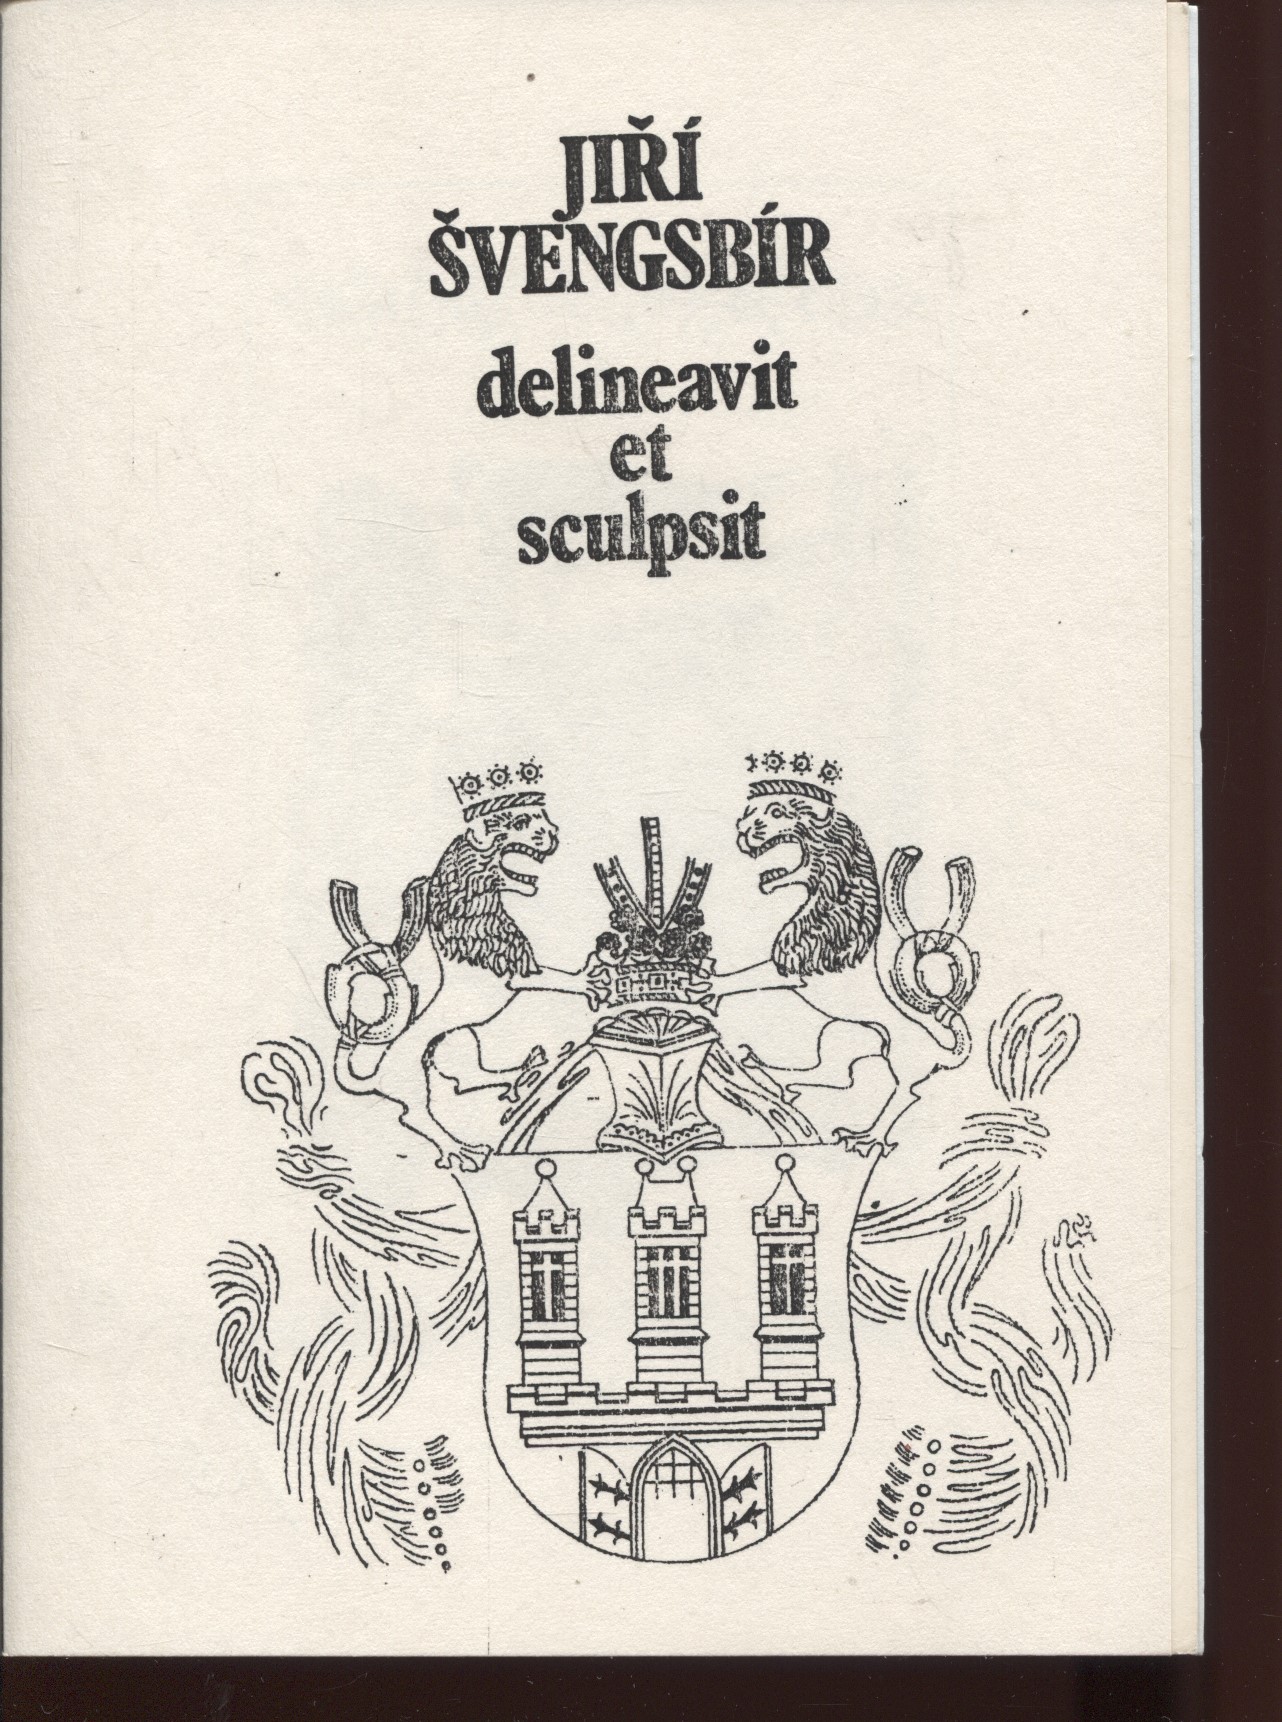 JIŘÍ
ŠVENGSBÍR
delineavit
et
sculpsit